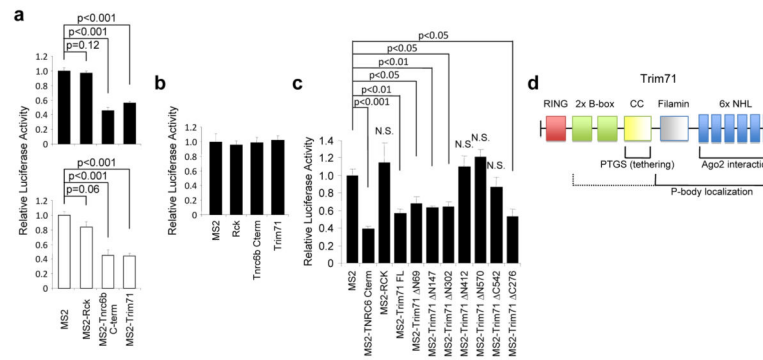 a
p<0.001
p<0.001
p=0.12
1.2
1.0
0.8
0.6
0.4
0.2
0
Relative Luciferase Activity
p<0.001
p<0.001
p=0.06
1.2
1.0
0.8
0.6
0.4
0.2
0
MS2
MS2-Rck
MS2-Tnrc6b C-term
MS2-Trim71
b
Relative Luciferase Activity
1.2
1.0
0.8
0.6
0.4
0.2
0
MS2
Rck
Tnrc6b Cterm
Trim71
c
p<0.05
p<0.05
p<0.01
p<0.05
p<0.01
p<0.001
N.S.
N.S.
N.S.
N.S.
Relative Luciferase Activity
1.4
1.2
1.0
0.8
0.6
0.4
0.2
0
MS2
MS2-TNRC6 Cterm
MS2-RCK
MS2-Trim71 FL
MS2-Trim71 ΔN69
MS2-Trim71 ΔN147
MS2-Trim71 ΔN302
MS2-Trim71 ΔN412
MS2-Trim71 ΔN570
MS2-Trim71 ΔC542
MS2-Trim71 ΔC276
d
Trim71
RING 2x B-box CC Filamin 6x NHL
PTGS (tethering) Ago2 interactio
P-body localization